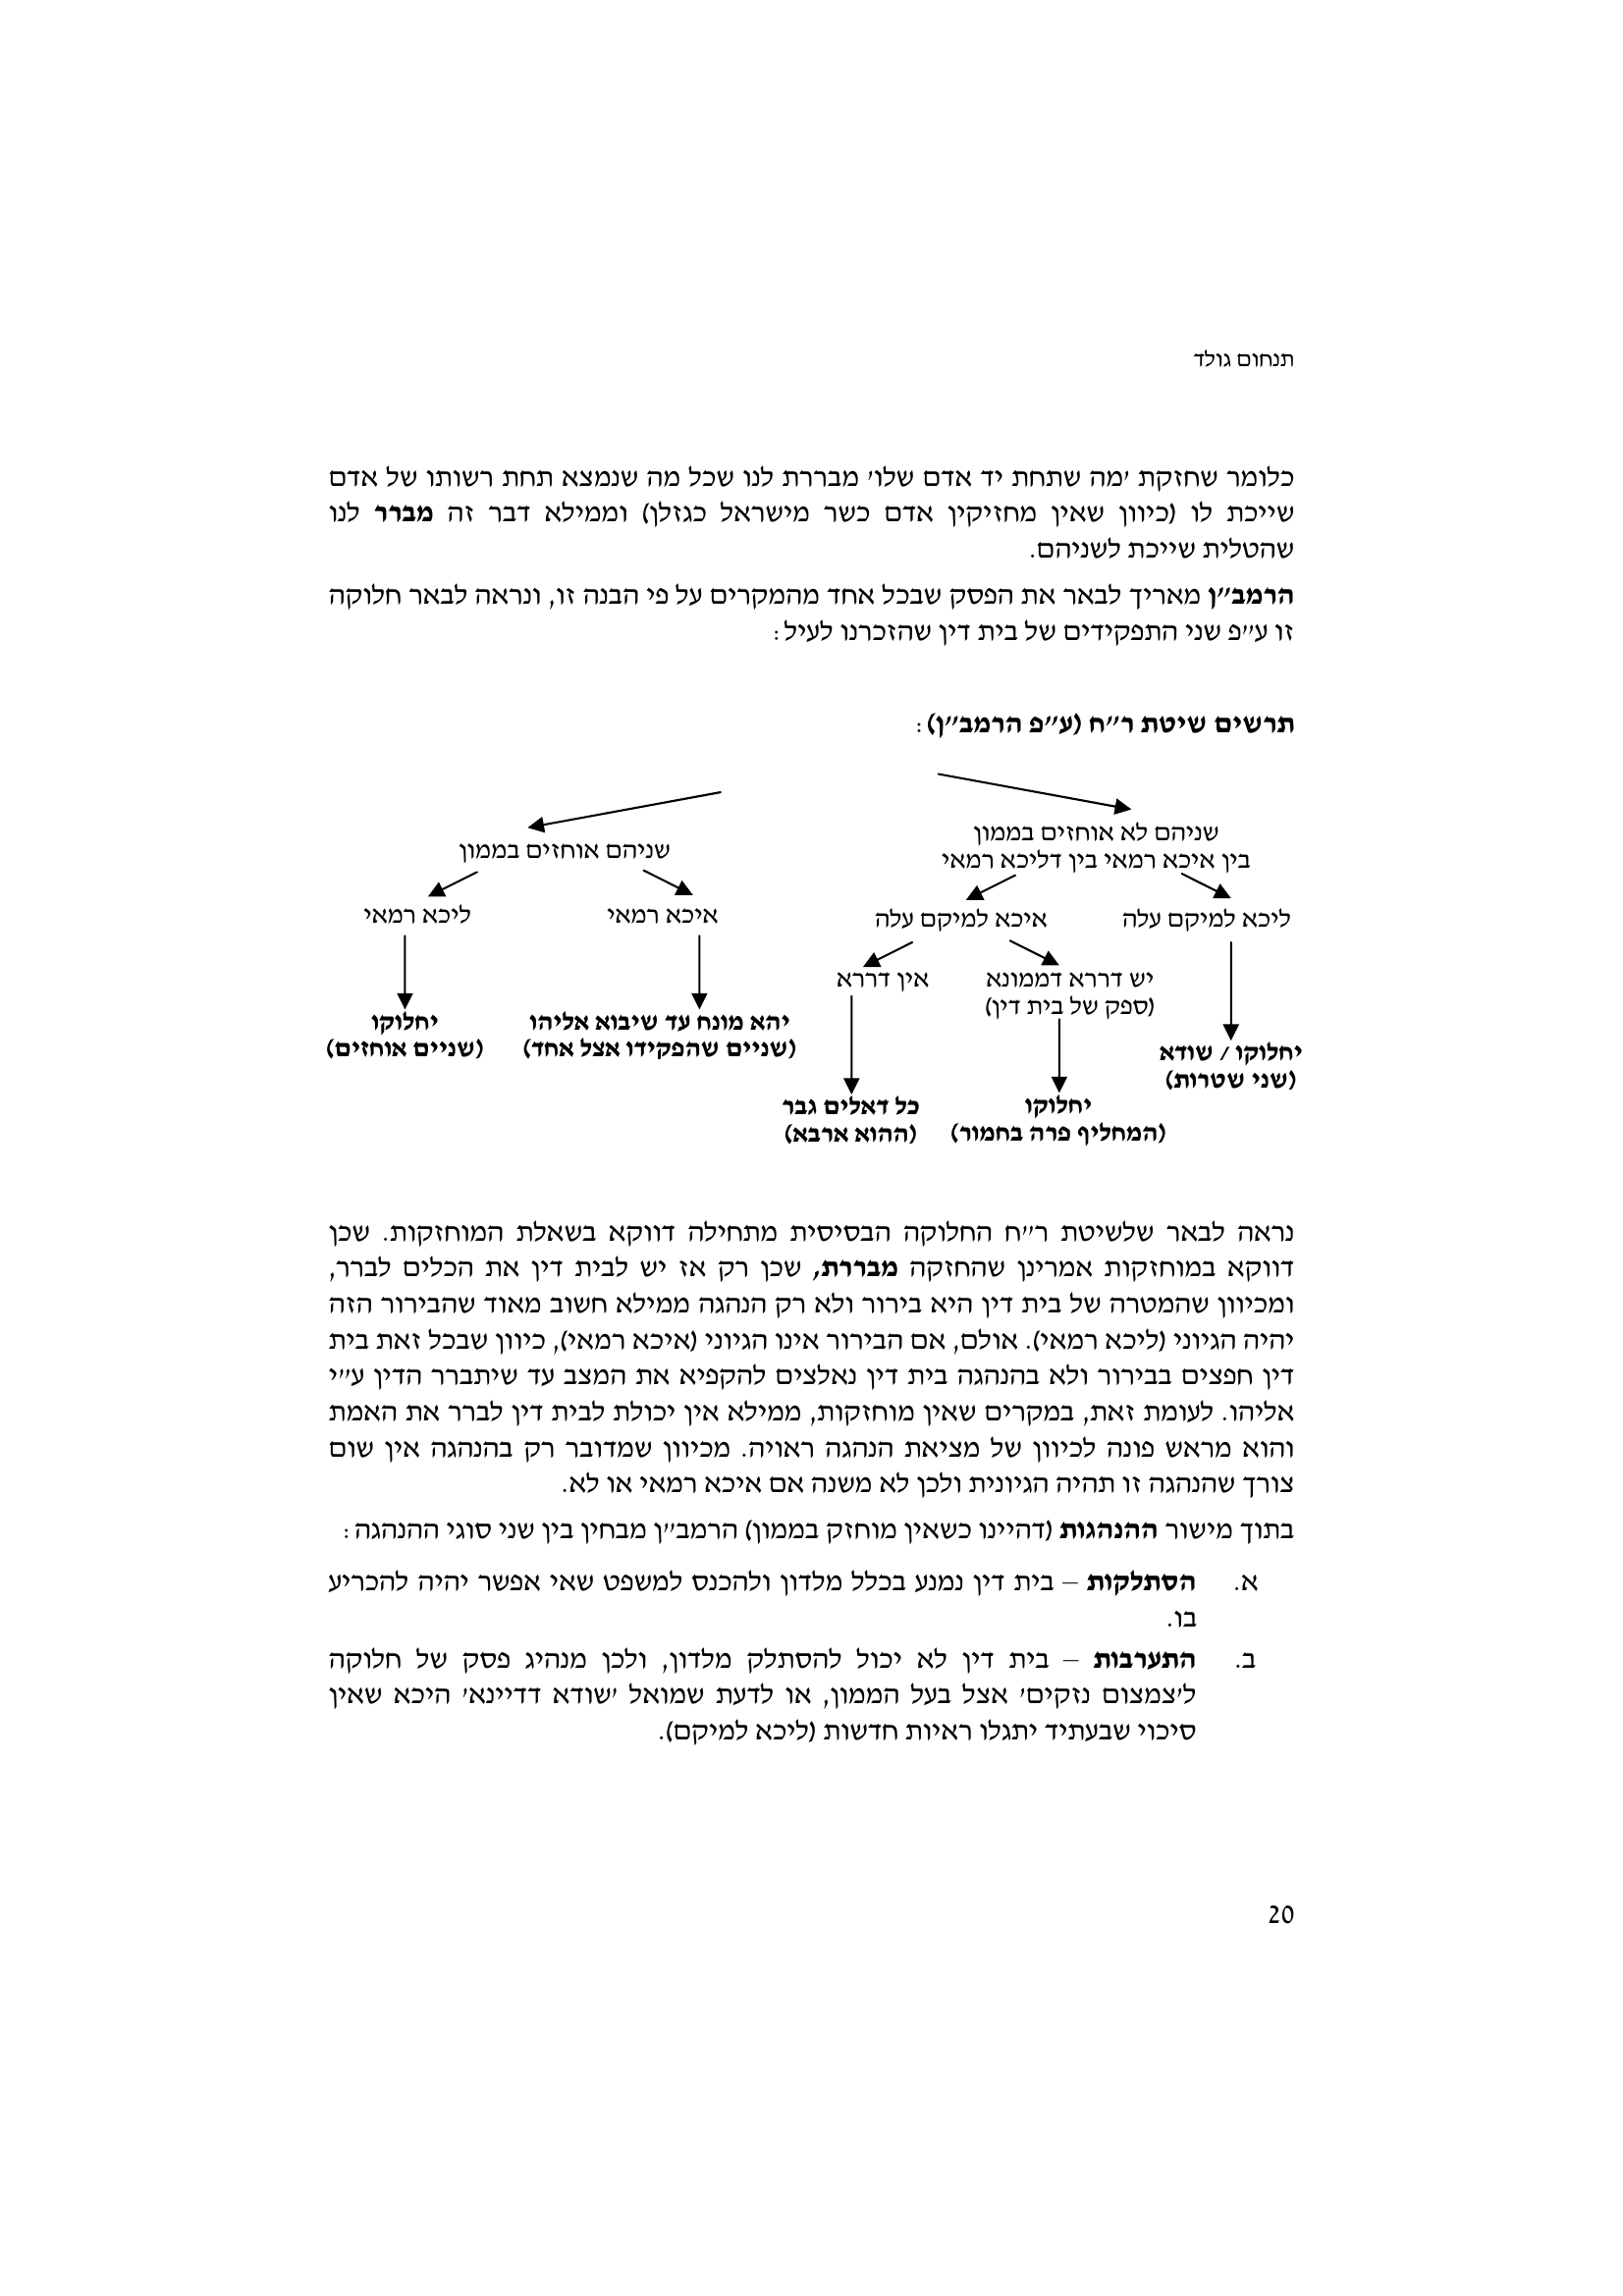 תנחום גולד
כלומר שחזקת 'מה שתחת יד אדם שלו' מבררת לנו שכל מה שנמצא תחת רשותו של אדם
שייכת לו (כיוון שאין מחזיקין אדם כשר מישראל כגזלן) וממילא דבר זה מברר לנו
שהטלית שייכת לשניהם.
הרמב"ן מאריך לבאר את הפסק שבכל אחד מהמקרים על פי הבנה זו, ונראה לבאר חלוקה
זו ע"פ שני התפקידים של בית דין שהזכרנו לעיל:
תרשים שיטת ר"ח (ע"פ הרמב"ן):
שניהם לא אוחזים בממון
בין איכא רמאי בין דליכא רמאי
שניהם אוחזים בממון
ליכא למיקם עלה
איכא למיקם עלה
איכא רמאי
ליכא רמאי
יש דררא דממונא
(ספק של בית דין)
אין דררא
יחלוקו / שודא
(שני שטרות)
יחלוקו
(המחליף פרה בחמור)
כל דאלים גבר
(ההוא ארבא)
יהא מונח עד שיבוא אליהו
(שניים שהפקידו אצל אחד)
יחלוקו
(שניים אוחזים)
נראה לבאר שלשיטת ר"ח החלוקה הבסיסית מתחילה דווקא בשאלת המוחזקות. שכן
דווקא במוחזקות אמרינן שהחזקה מבררת, שכן רק אז יש לבית דין את הכלים לברר,
ומכיוון שהמטרה של בית דין היא בירור ולא רק הנהגה ממילא חשוב מאוד שהבירור הזה
יהיה הגיוני (ליכא רמאי). אולם, אם הבירור אינו הגיוני (איכא רמאי), כיוון שבכל זאת בית
דין חפצים בבירור ולא בהנהגה בית דין נאלצים להקפיא את המצב עד שיתברר הדין ע"י
אליהו. לעומת זאת, במקרים שאין מוחזקות, ממילא אין יכולת לבית דין לברר את האמת
והוא מראש פונה לכיוון של מציאת הנהגה ראויה. מכיוון שמדובר רק בהנהגה אין שום
צורך שהנהגה זו תהיה הגיונית ולכן לא משנה אם איכא רמאי או לא.
בתוך מישור ההנהגות (דהיינו כשאין מוחזק בממון) הרמב"ן מבחין בין שני סוגי ההנהגה:
א. הסתלקות – בית דין נמנע בכלל מלדון ולהכנס למשפט שאי אפשר יהיה להכריע
בו.
ב. התערבות – בית דין לא יכול להסתלק מלדון, ולכן מנהיג פסק של חלוקה
ל'צמצום נזקים' אצל בעל הממון, או לדעת שמואל 'שודא דדיינא' היכא שאין
סיכוי שבעתיד יתגלו ראיות חדשות (ליכא למיקם).
20